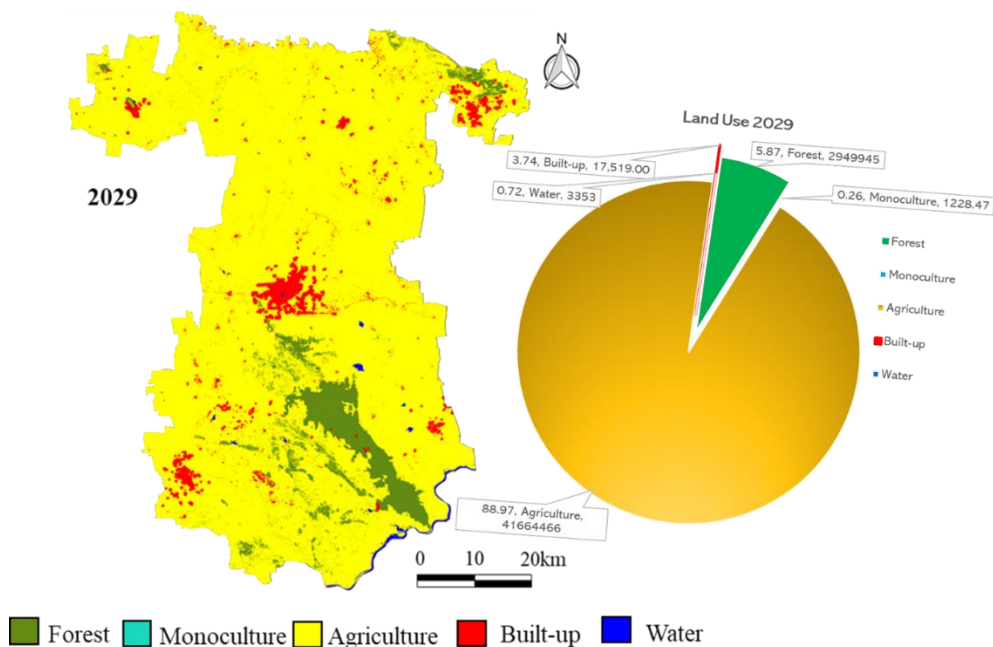 N
2029
Land Use 2029
3.74, Built-up, 17,519.00
5.87, Forest, 2949945
0.72, Water, 3353
0.26, Monoculture, 1228.47
Forest
Monoculture
Agriculture
Built-up
Water
88.97, Agriculture,
41664466
0 10 20km
Forest Monoculture Agriculture Built-up Water